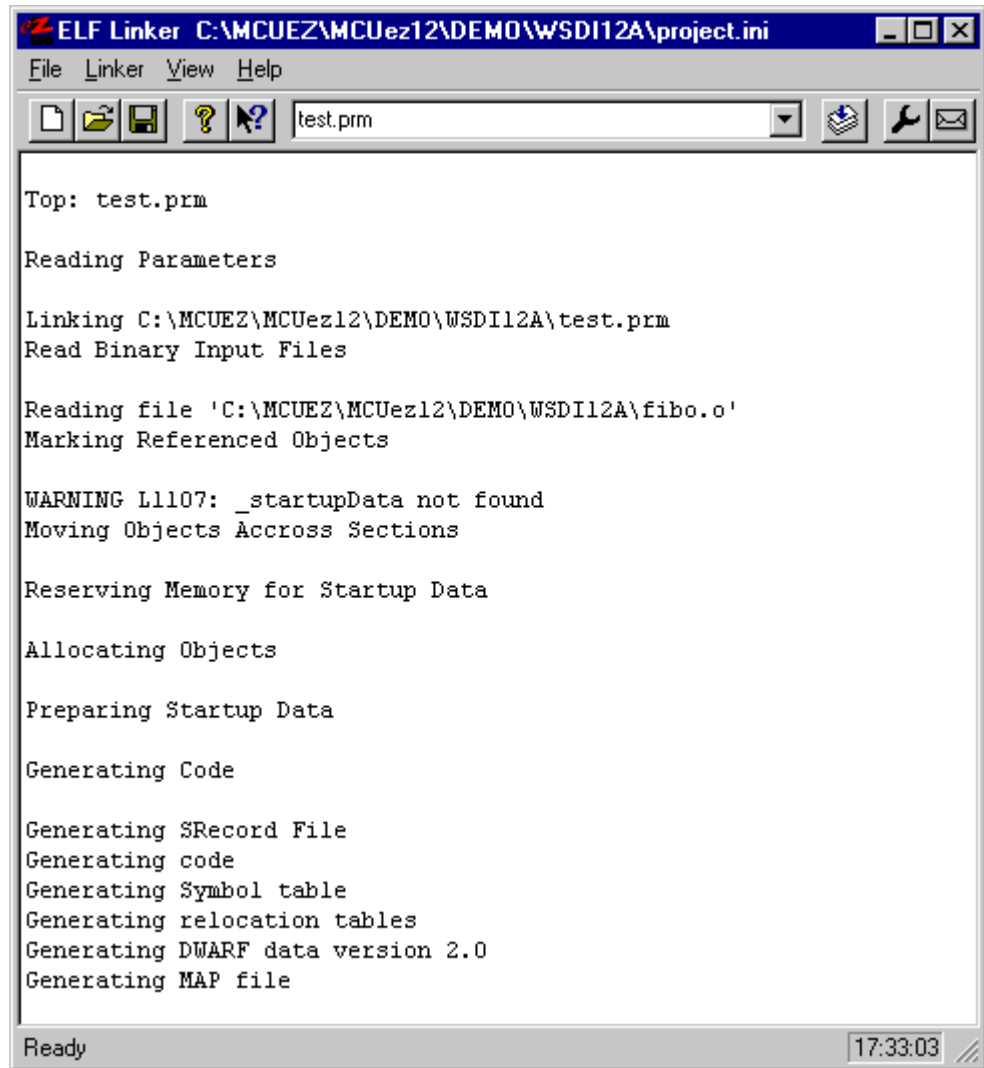 ELF Linker C:\MCUEZ\MCUez12\DEMO\WSDI12A\project.ini
File Linker View Help
test.prm
Top: test.prm
Reading Parameters
Linking C:\MCUEZ\MCUez12\DEMO\WSDI12A\test.prm
Read Binary Input Files
Reading file 'C:\MCUEZ\MCUez12\DEMO\WSDI12A\fibo.o'
Marking Referenced Objects
WARNING L1107: _startupData not found
Moving Objects Accross Sections
Reserving Memory for Startup Data
Allocating Objects
Preparing Startup Data
Generating Code
Generating SRecord File
Generating code
Generating Symbol table
Generating relocation tables
Generating DWARF data version 2.0
Generating MAP file
Ready 17:33:03